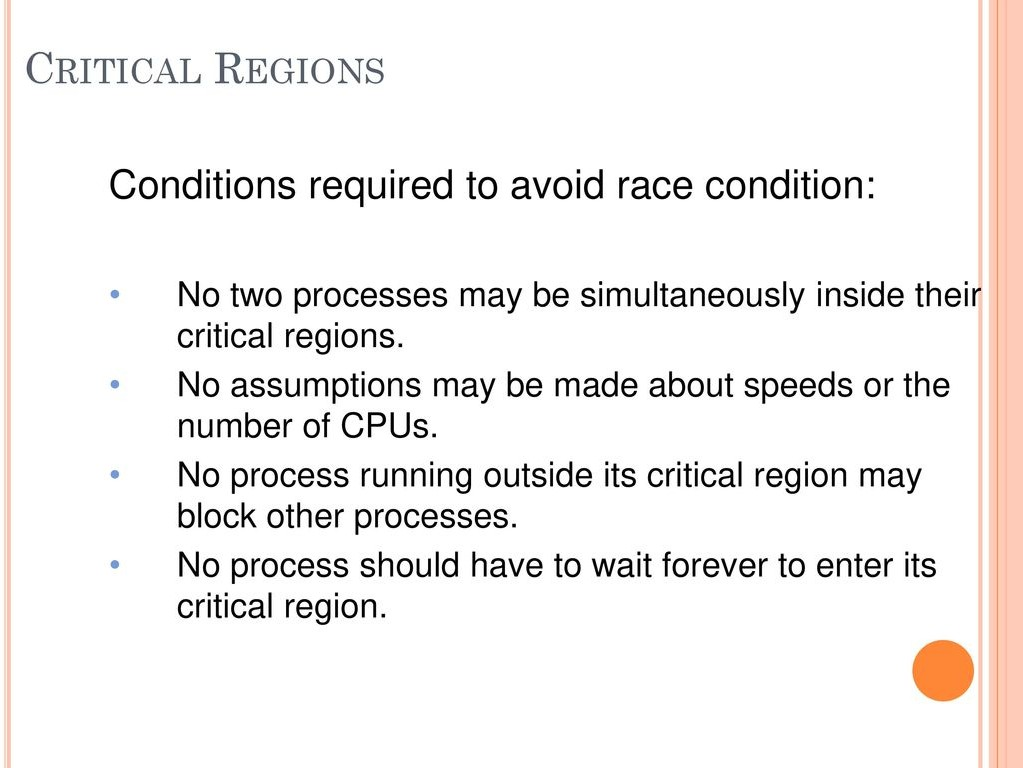 CRITICAL REGIONS
Conditions required to avoid race condition:
• No two processes may be simultaneously inside their
critical regions.
• No assumptions may be made about speeds or the
number of CPUs.
• No process running outside its critical region may
block other processes.
• No process should have to wait forever to enter its
critical region.